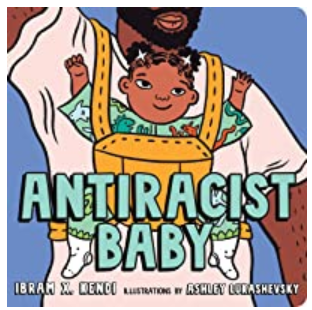 ANTIRACIST
BABY
IBRAM X. KENDI ILLUSTRATIONS BY ASHLEY LUKASHEVSKY